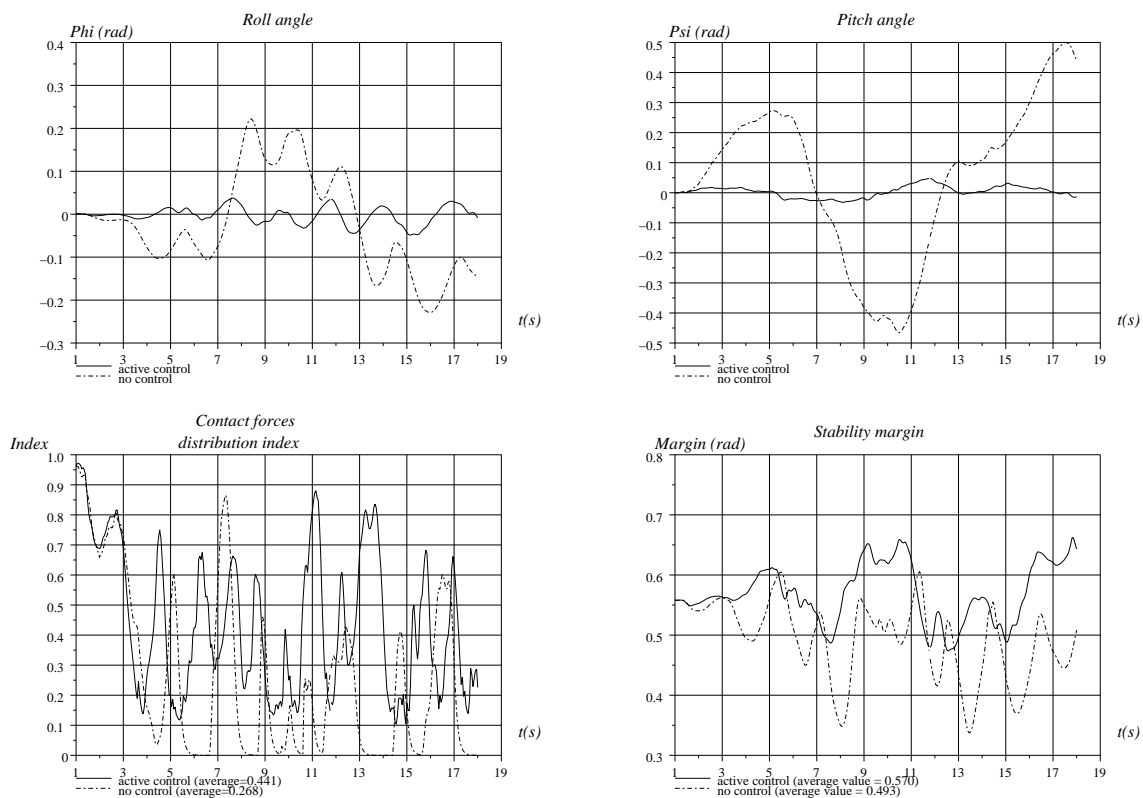 Roll angle
Phi (rad)
0.4
0.3
0.2
0.1
0
−0.1
−0.2
−0.3
1 3 5 7 9 11 13 15 17 19
t(s)
active control
no control
Pitch angle
Psi (rad)
0.5
0.4
0.3
0.2
0.1
0
−0.1
−0.2
−0.3
−0.4
−0.5
1 3 5 7 9 11 13 15 17 19
t(s)
active control
no control
Contact forces
distribution index
Index
1.0
0.9
0.8
0.7
0.6
0.5
0.4
0.3
0.2
0.1
0
1 3 5 7 9 11 13 15 17 19
t(s)
active control (average=0.441)
no control (average=0.268)
Stability margin
Margin (rad)
0.8
0.7
0.6
0.5
0.4
0.3
1 3 5 7 9 11 13 15 17 19
t(s)
active control (average value = 0.570)
no control (average value = 0.493)